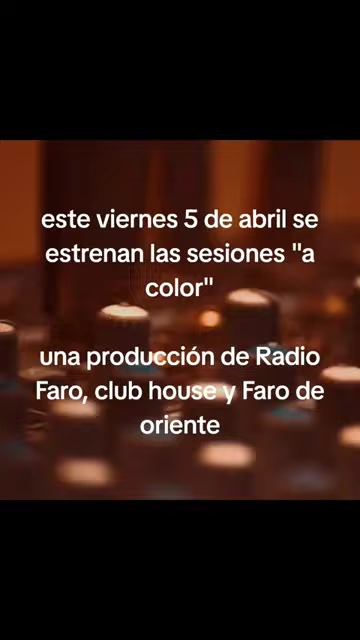 este viernes 5 de abril se
estrenan las sesiones "a
color"
una producción de Radio
Faro, club house y Faro de
oriente